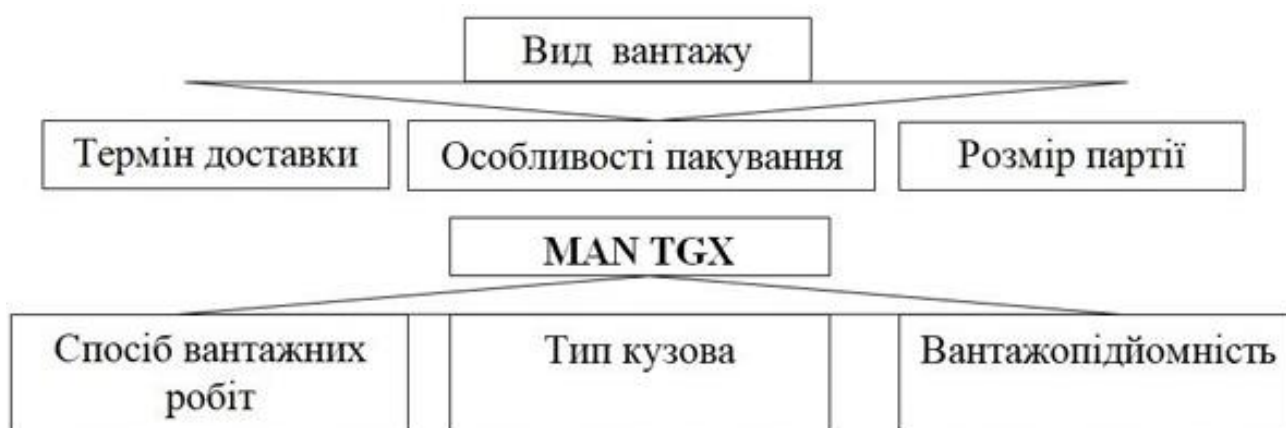 Вид вантажу
Термін доставки
Особливості пакування
Розмір партії
MAN TGX
Спосіб вантажних
робіт
Тип кузова
Вантажопідйомність